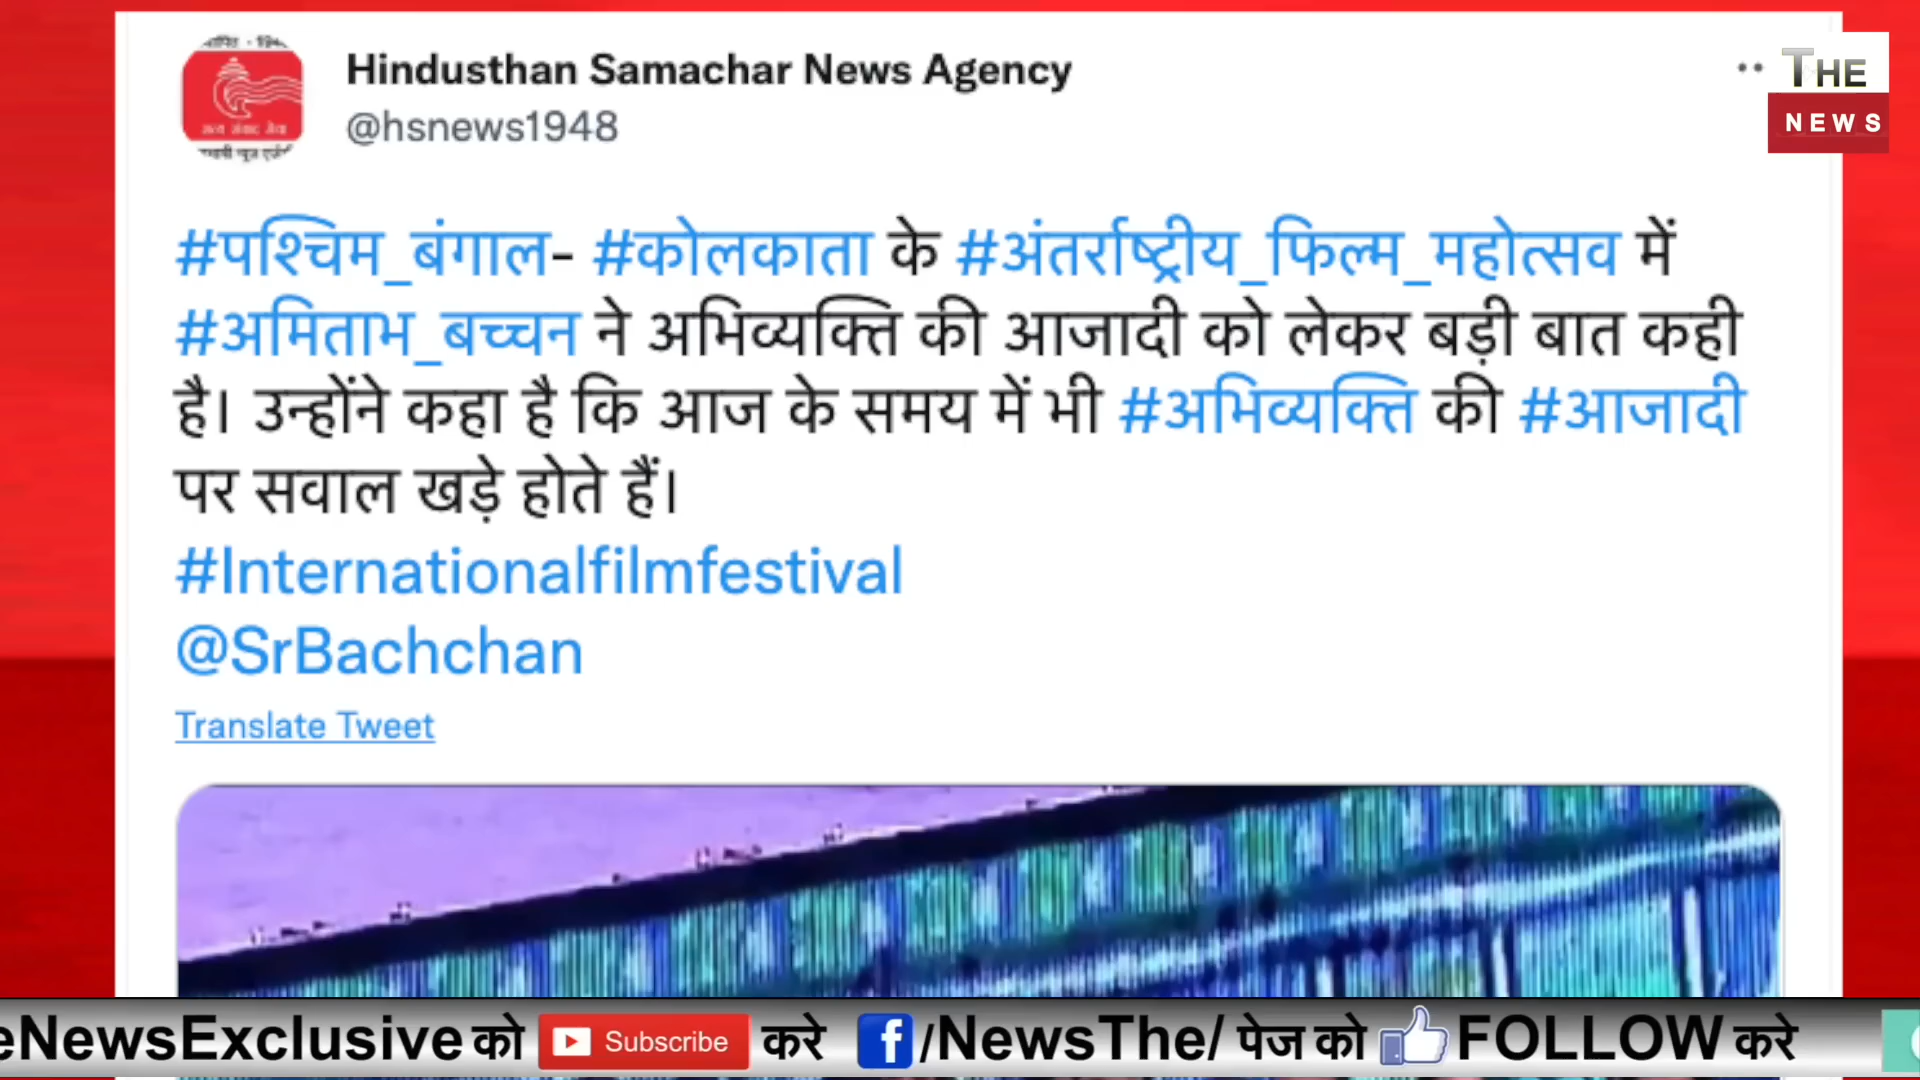 Hindusthan Samachar News Agency
@hsnews1948
THE
NEWS
#पश्चिम_बंगाल- #कोलकाता के #अंतर्राष्ट्रीय_फिल्म_महोत्सव में
#अमिताभ_बच्चन ने अभिव्यक्ति की आजादी को लेकर बड़ी बात कही
है। उन्होंने कहा है कि आज के समय में भी #अभिव्यक्ति की #आजादी
पर सवाल खड़े होते हैं।
#Internationalfilmfestival
@SrBachchan
Translate Tweet
eNewsExclusive को Subscribe करे f/NewsThe/ पेज को FOLLOW करे